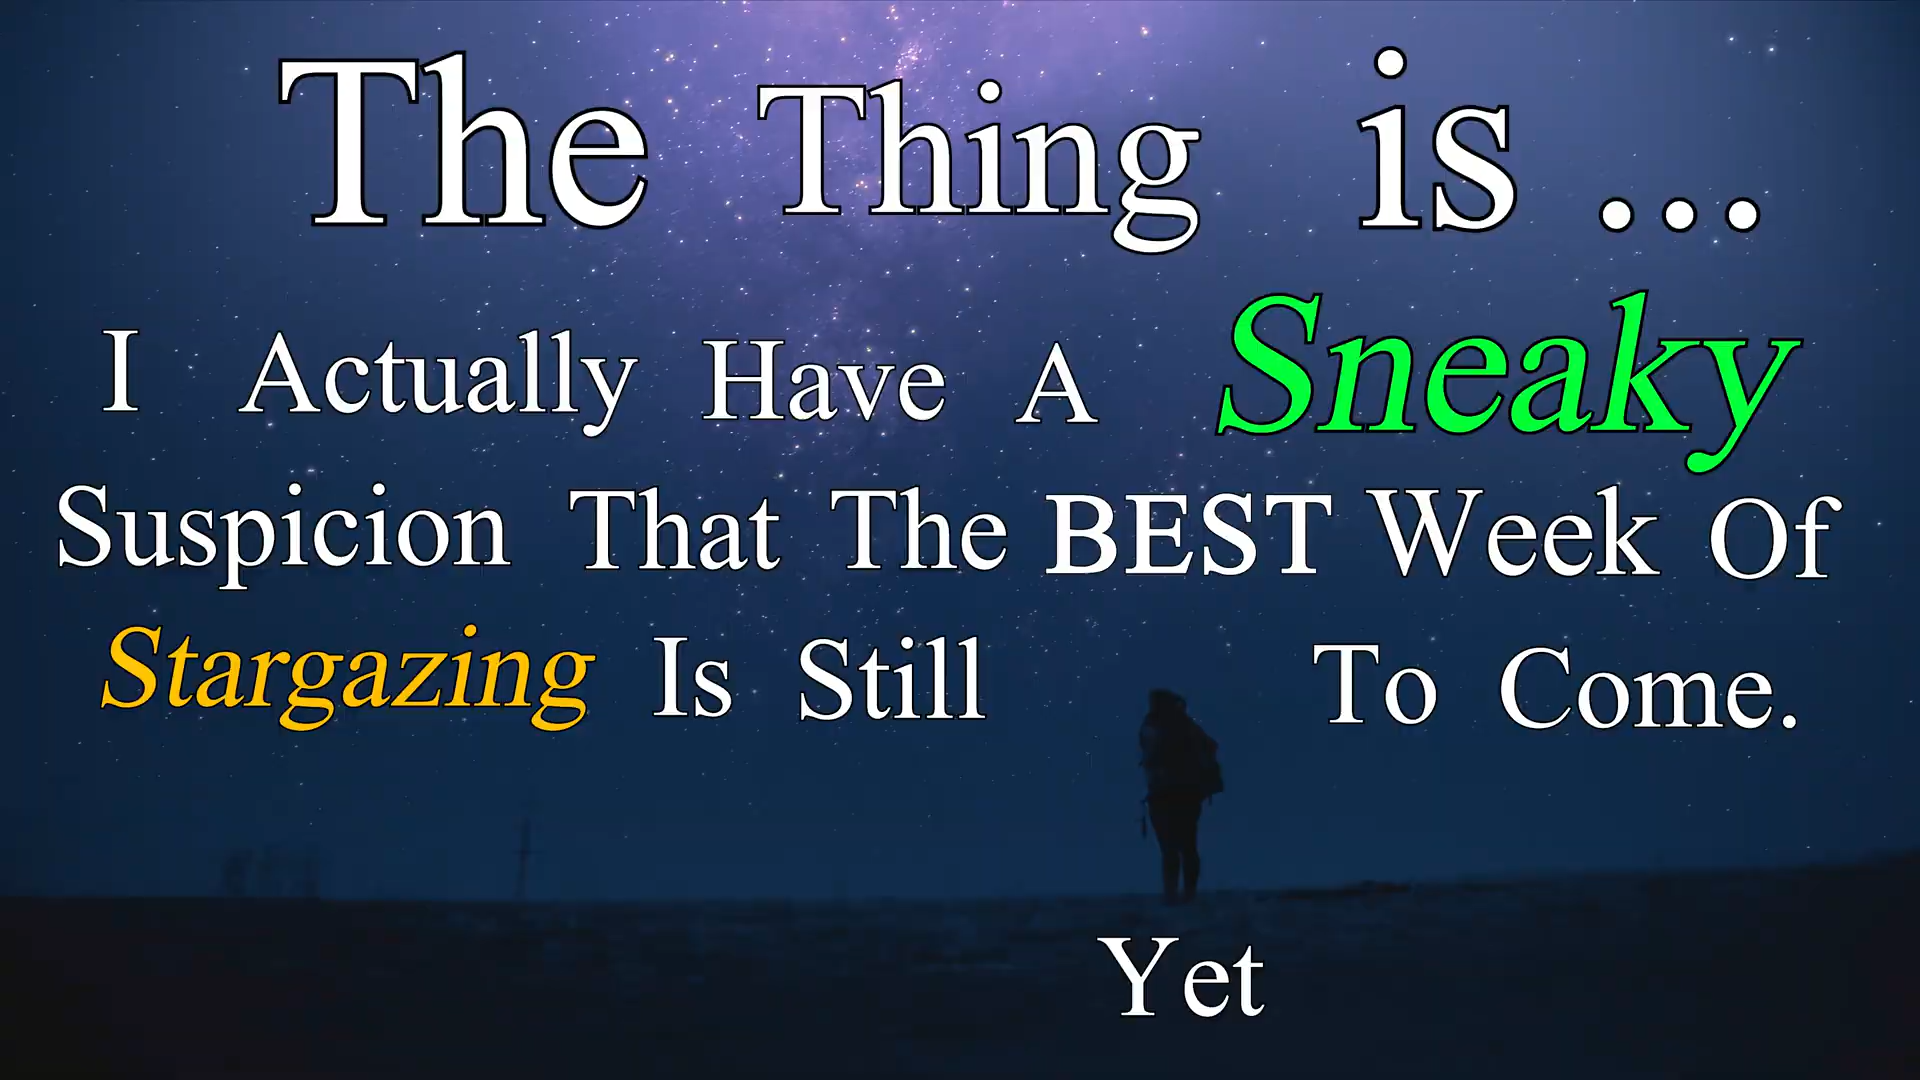 The Thing is ...
I Actually Have A Sneaky
Suspicion That The BEST Week Of
Stargazing Is Still To Come.
Yet